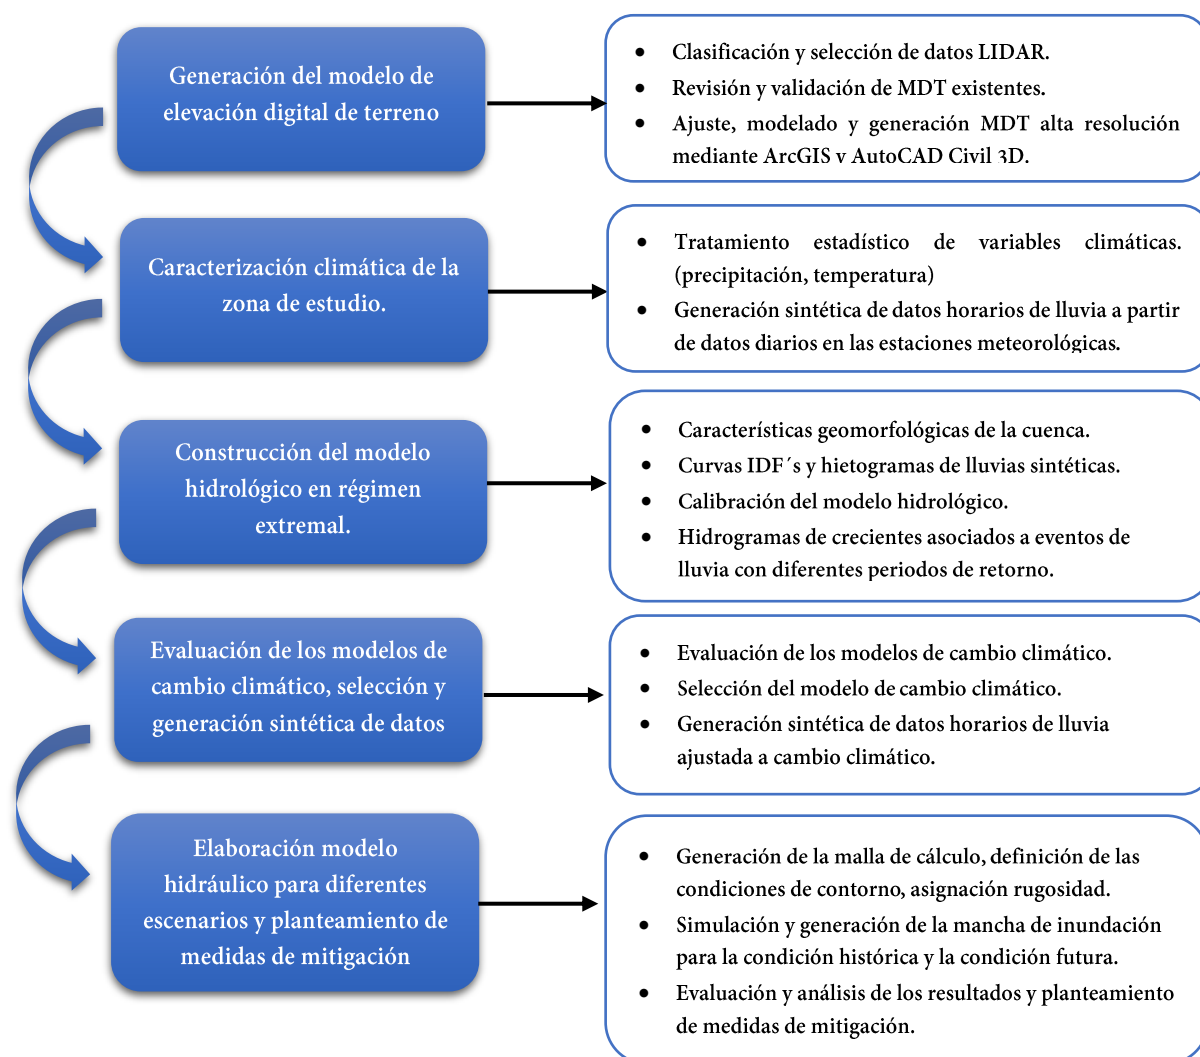 Generación del modelo de
elevación digital de terreno
• Clasificación y selección de datos LIDAR.
• Revisión y validación de MDT existentes.
• Ajuste, modelado y generación MDT alta resolución
mediante ArcGIS y AutoCAD Civil 3D.
Caracterización climática de la
zona de estudio.
• Tratamiento estadístico de variables climáticas.
(precipitación, temperatura)
• Generación sintética de datos horarios de lluvia a partir
de datos diarios en las estaciones meteorológicas.
Construcción del modelo
hidrológico en régimen
extremal.
• Características geomorfológicas de la cuenca.
• Curvas IDF´s y hietogramas de lluvias sintéticas.
• Calibración del modelo hidrológico.
• Hidrogramas de crecientes asociados a eventos de
lluvia con diferentes periodos de retorno.
Evaluación de los modelos de
cambio climático, selección y
generación sintética de datos
• Evaluación de los modelos de cambio climático.
• Selección del modelo de cambio climático.
• Generación sintética de datos horarios de lluvia
ajustada a cambio climático.
Elaboración modelo
hidráulico para diferentes
escenarios y planteamiento de
medidas de mitigación
• Generación de la malla de cálculo, definición de las
condiciones de contorno, asignación rugosidad.
• Simulación y generación de la mancha de inundación
para la condición histórica y la condición futura.
• Evaluación y análisis de los resultados y planteamiento
de medidas de mitigación.